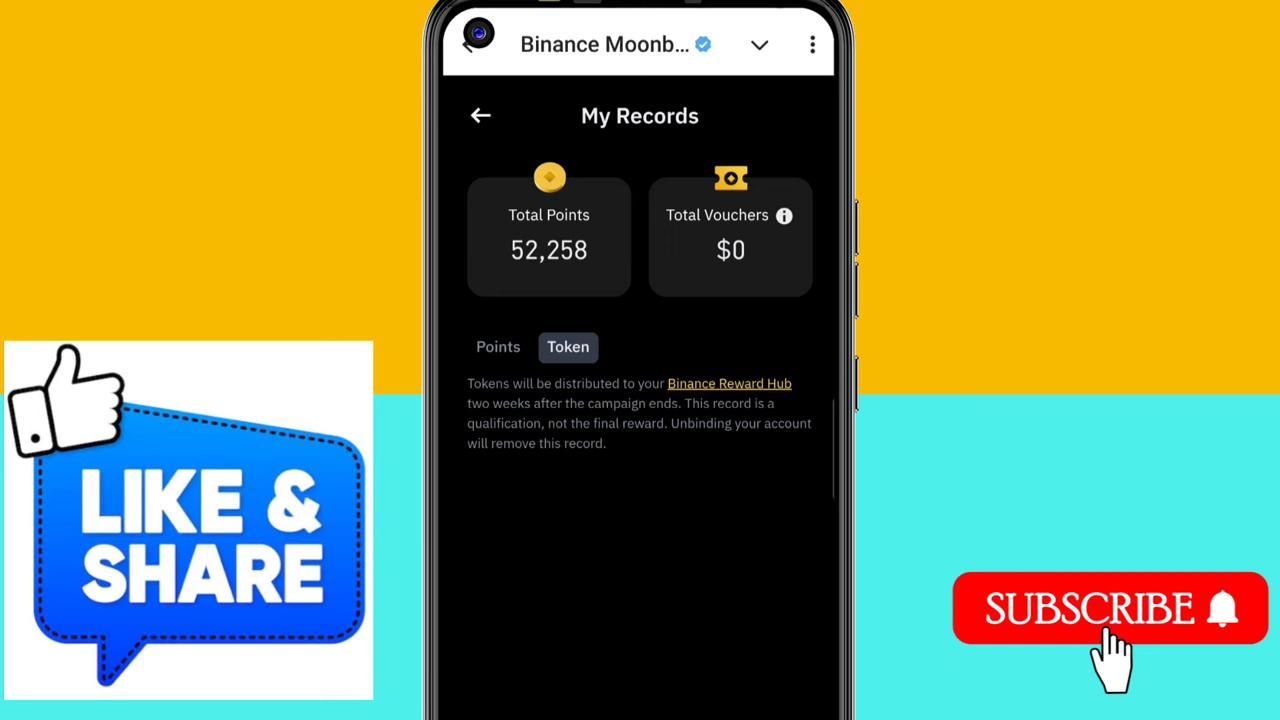 Binance Moonb...
My Records
Total Points
52,258
Total Vouchers
$0
Points
Token
Tokens will be distributed to your Binance Reward Hub
two weeks after the campaign ends. This record is a
qualification, not the final reward. Unbinding your account
will remove this record.
LIKE &
SHARE
SUBSCRIBE